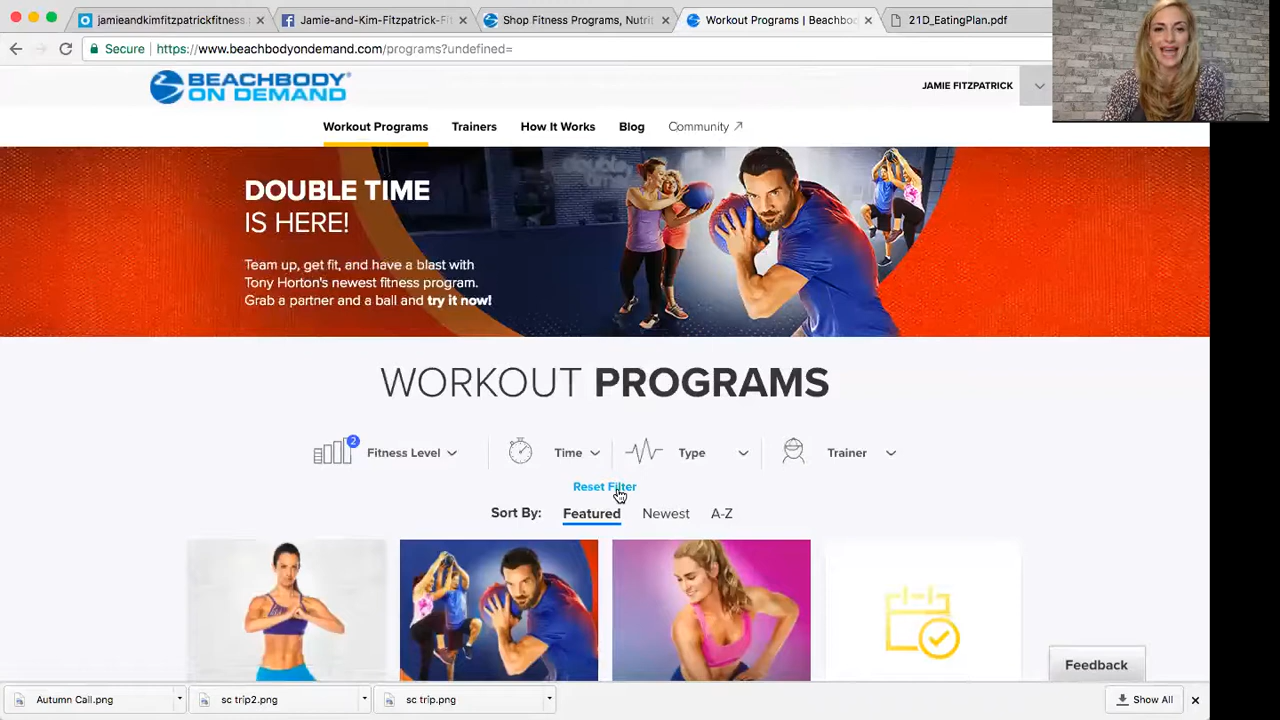 jamieandkimfitzpatrickfitness.
Jamie-and-Kim-Fitzpatrick-Fi
Shop Fitness Programs, Nutri
Workout Programs | Beachbo
21D_EatingPlan.pdf
Secure
https://www.beachbodyondemand.com/programs?undefined=
BEACHBODY
ON DEMAND
JAMIE FITZPATRICK
Workout Programs
Trainers
How It Works
Blog
Community
DOUBLE TIME
IS HERE!
Team up, get fit, and have a blast with
Tony Horton's newest fitness program.
Grab a partner and a ball and try it now!
WORKOUT PROGRAMS
2
Fitness Level
Time
Type
Trainer
Reset Filter
Sort By:
Featured
Newest
A-Z
Feedback
Autumn Call.png
sc trip2.png
sc trip.png
Show All